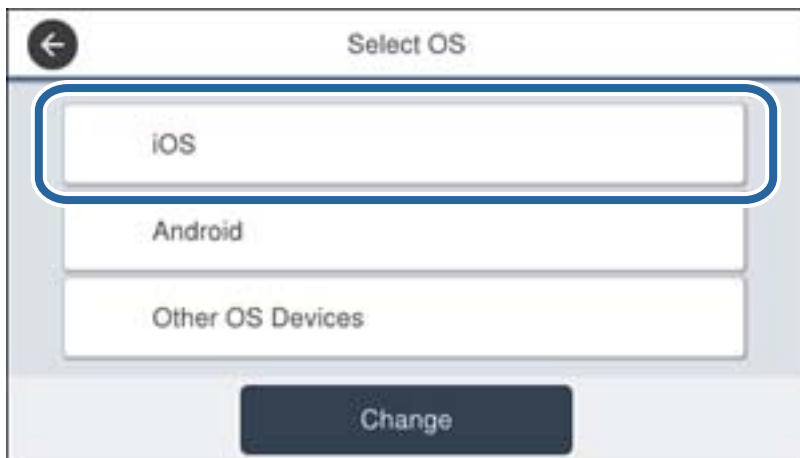 Select OS
iOS
Android
Other OS Devices
Change